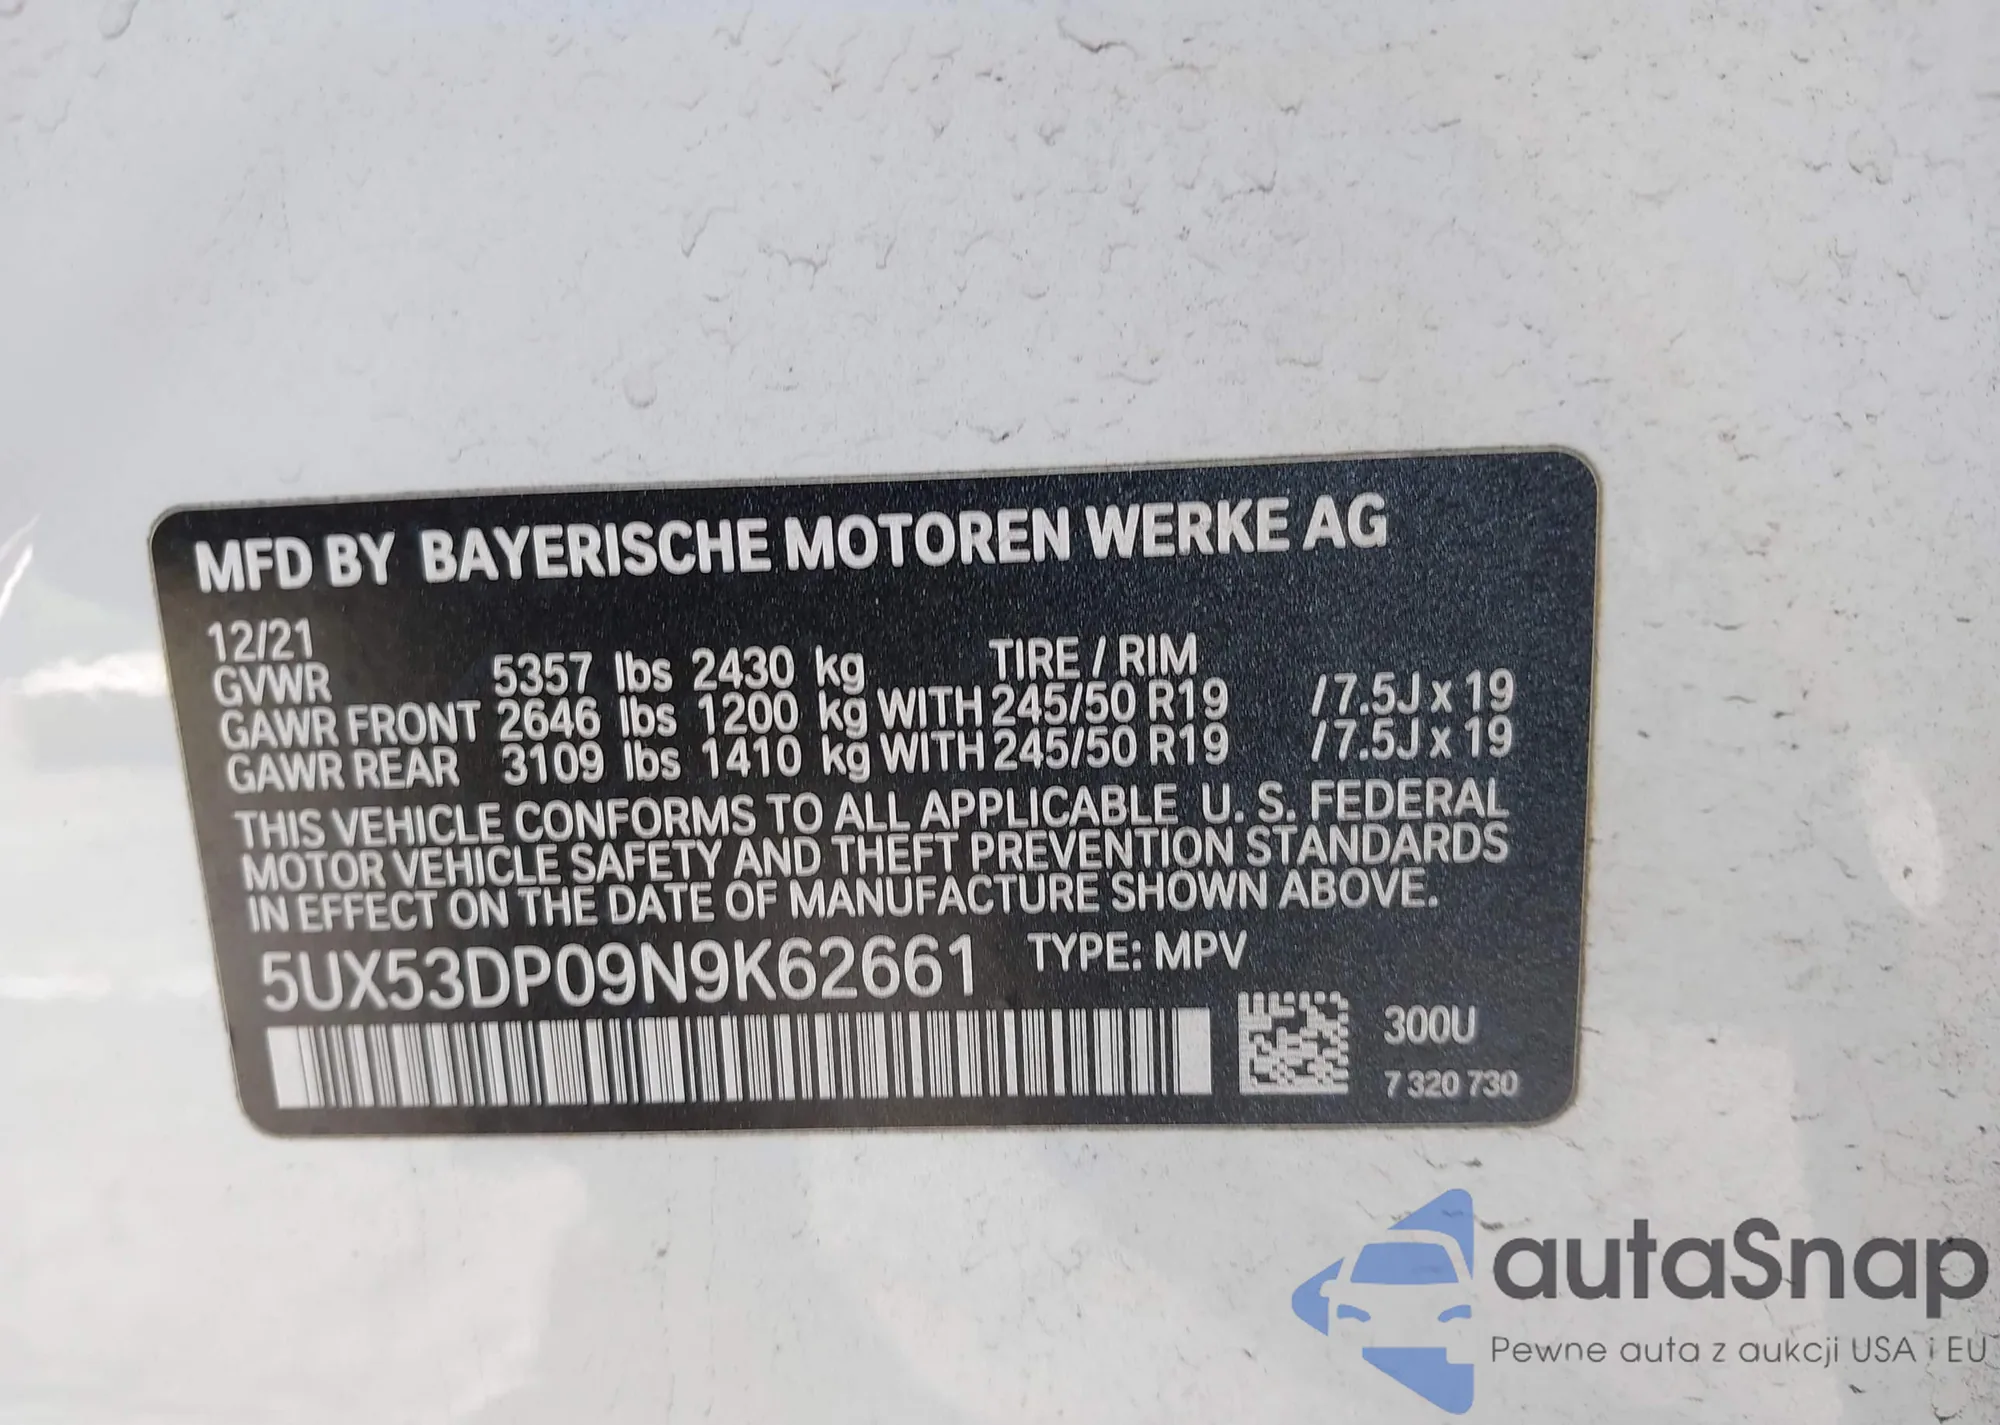 MFD BY BAYERISCHE MOTOREN WERKE AG
12/21
GVWR 5357 lbs 2430 kg TIRE / RIM
GAWR FRONT 2646 lbs 1200 kg WITH 245/50 R19 /7.5J x 19
GAWR REAR 3109 lbs 1410 kg WITH 245/50 R19 /7.5J x 19
THIS VEHICLE CONFORMS TO ALL APPLICABLE U. S. FEDERAL
MOTOR VEHICLE SAFETY AND THEFT PREVENTION STANDARDS
IN EFFECT ON THE DATE OF MANUFACTURE SHOWN ABOVE.
5UX53DP09N9K62661 TYPE: MPV
300U
7 320 730
autaSnap
Pewne auta z aukcji USA i EU